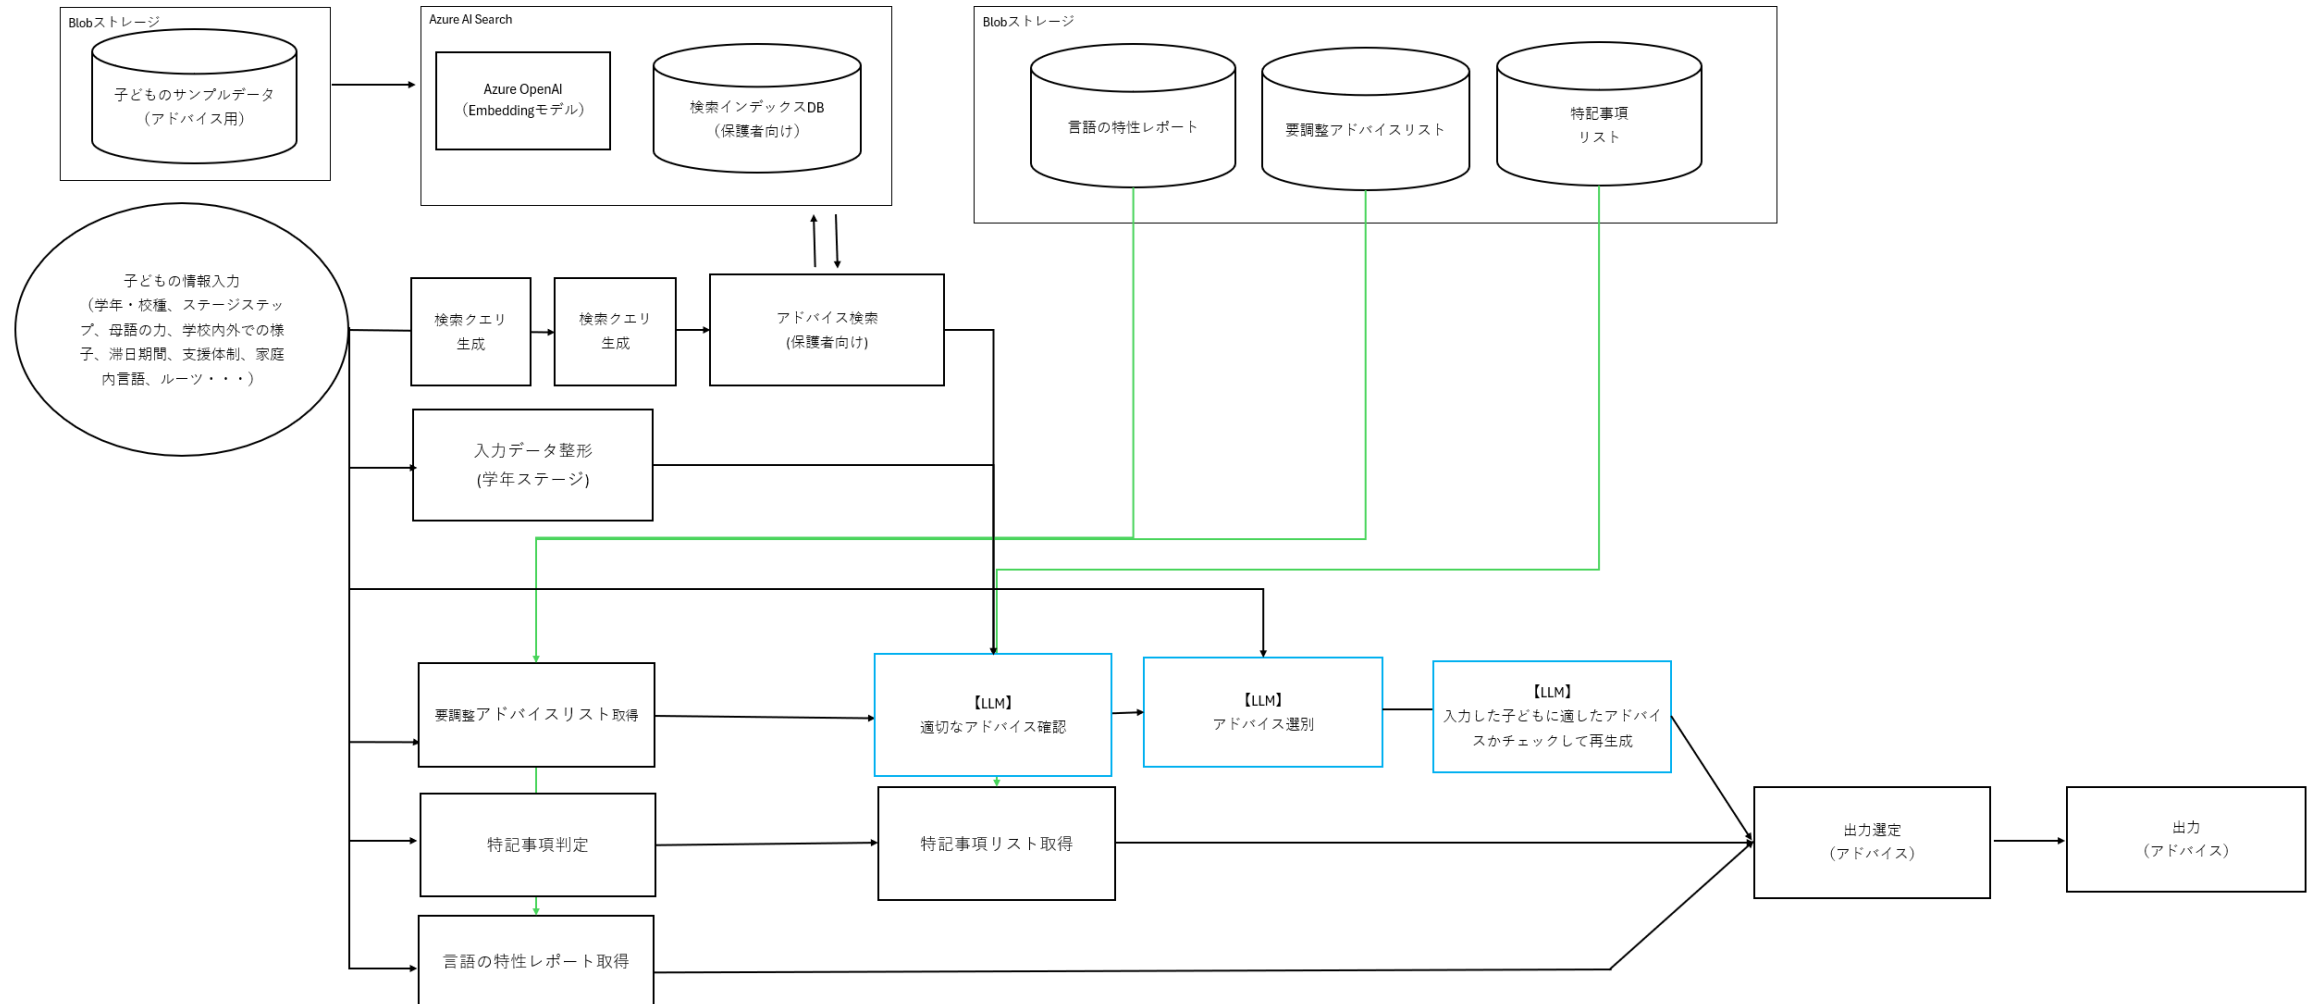 Blobストレージ
子どものサンプルデータ
（アドバイス用）
Azure AI Search
Azure OpenAI
（Embeddingモデル）
検索インデックスDB
（保護者向け）
Blobストレージ
言語の特性レポート
要調整アドバイスリスト
特記事項
リスト
子どもの情報入力
（学年・校種、ステージステッ
プ、母語の力、学校内外での様
子、滞日期間、支援体制、家庭
内言語、ルーツ・・・）
検索クエリ
生成
検索クエリ
生成
アドバイス検索
(保護者向け)
入力データ整形
(学年ステージ)
要調整アドバイスリスト取得
【LLM】
適切なアドバイス確認
【LLM】
アドバイス選別
【LLM】
入力した子どもに適したアドバイ
スかチェックして再生成
特記事項判定
特記事項リスト取得
出力選定
（アドバイス）
出力
（アドバイス）
言語の特性レポート取得